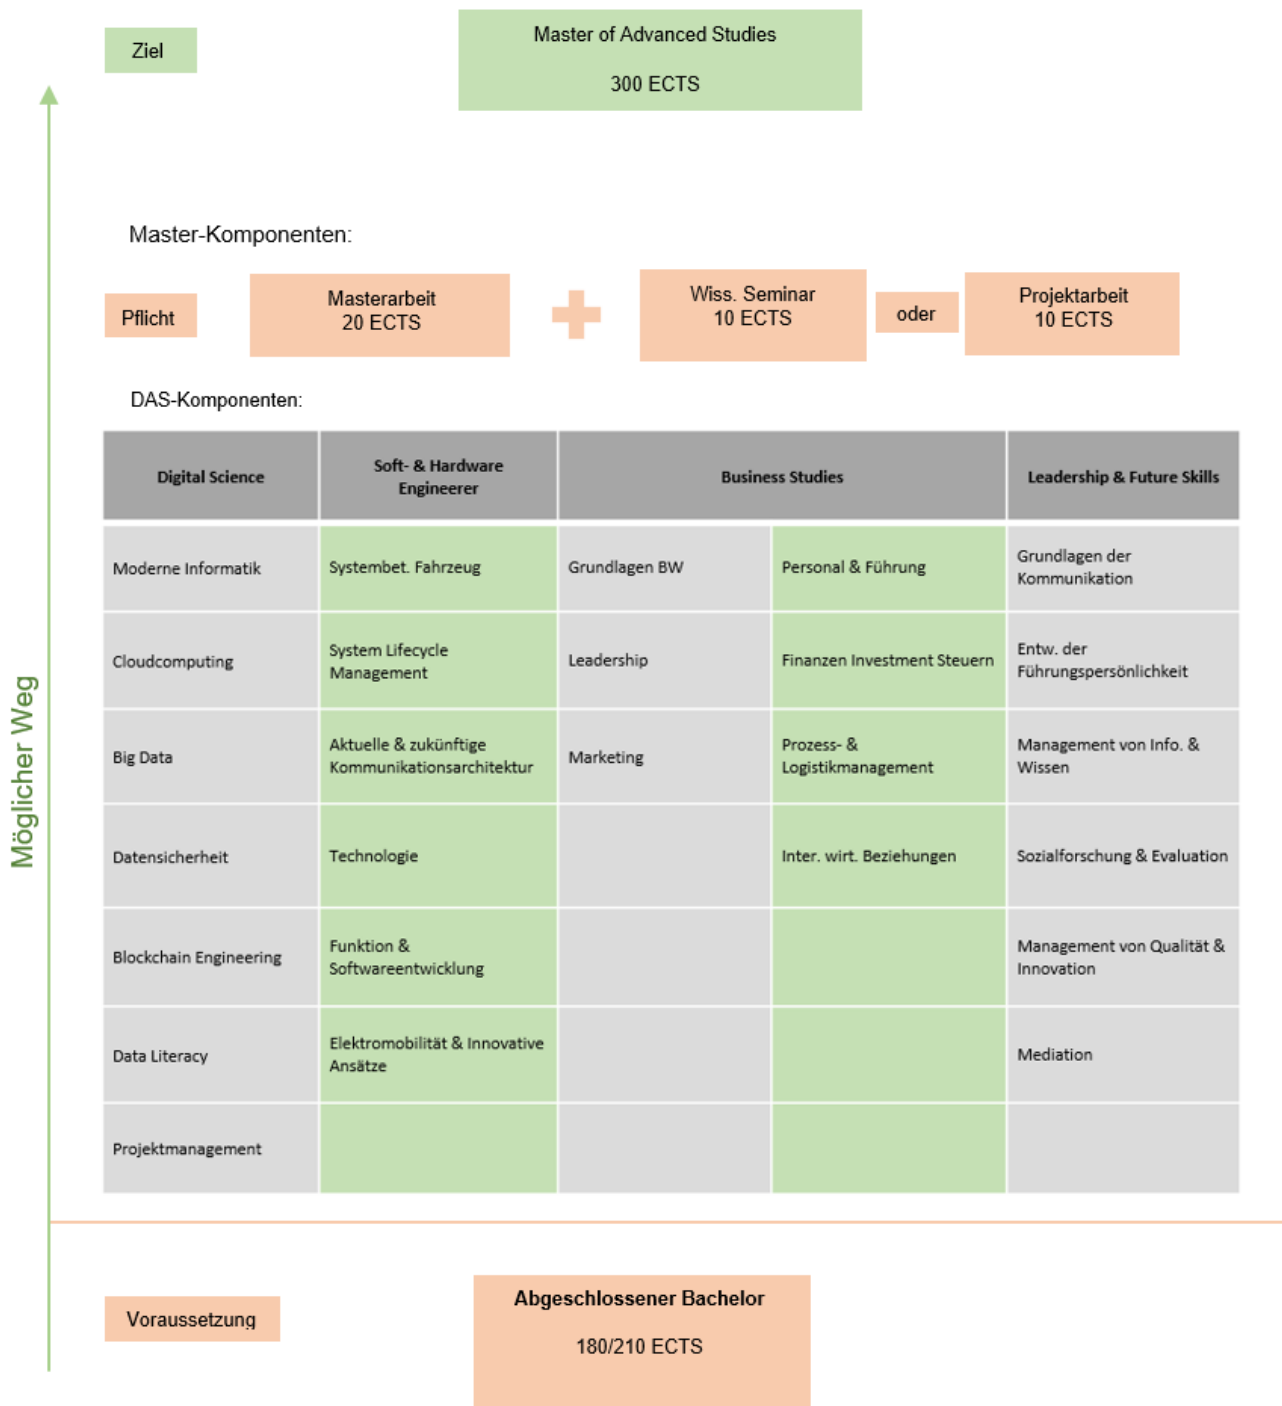 Ziel
Master of Advanced Studies
300 ECTS
Master-Komponenten:
Pflicht
Masterarbeit
20 ECTS
Wiss. Seminar
10 ECTS
oder
Projektarbeit
10 ECTS
DAS-Komponenten:
Digital Science
Soft- & Hardware
Engineerer
Business Studies
Leadership & Future Skills
Moderne Informatik
Systembet. Fahrzeug
Grundlagen BW
Personal & Führung
Grundlagen der
Kommunikation
Cloudcomputing
System Lifecycle
Management
Leadership
Finanzen Investment Steuern
Entw. der
Führungspersönlichkeit
Big Data
Aktuelle & zukünftige
Kommunikationsarchitektur
Marketing
Prozess- &
Logistikmanagement
Management von Info. &
Wissen
Datensicherheit
Technologie
Inter. wirt. Beziehungen
Sozialforschung & Evaluation
Blockchain Engineering
Funktion &
Softwareentwicklung
Management von Qualität &
Innovation
Data Literacy
Elektromobilität & Innovative
Ansätze
Mediation
Projektmanagement
Möglicher Weg
Voraussetzung
Abgeschlossener Bachelor
180/210 ECTS